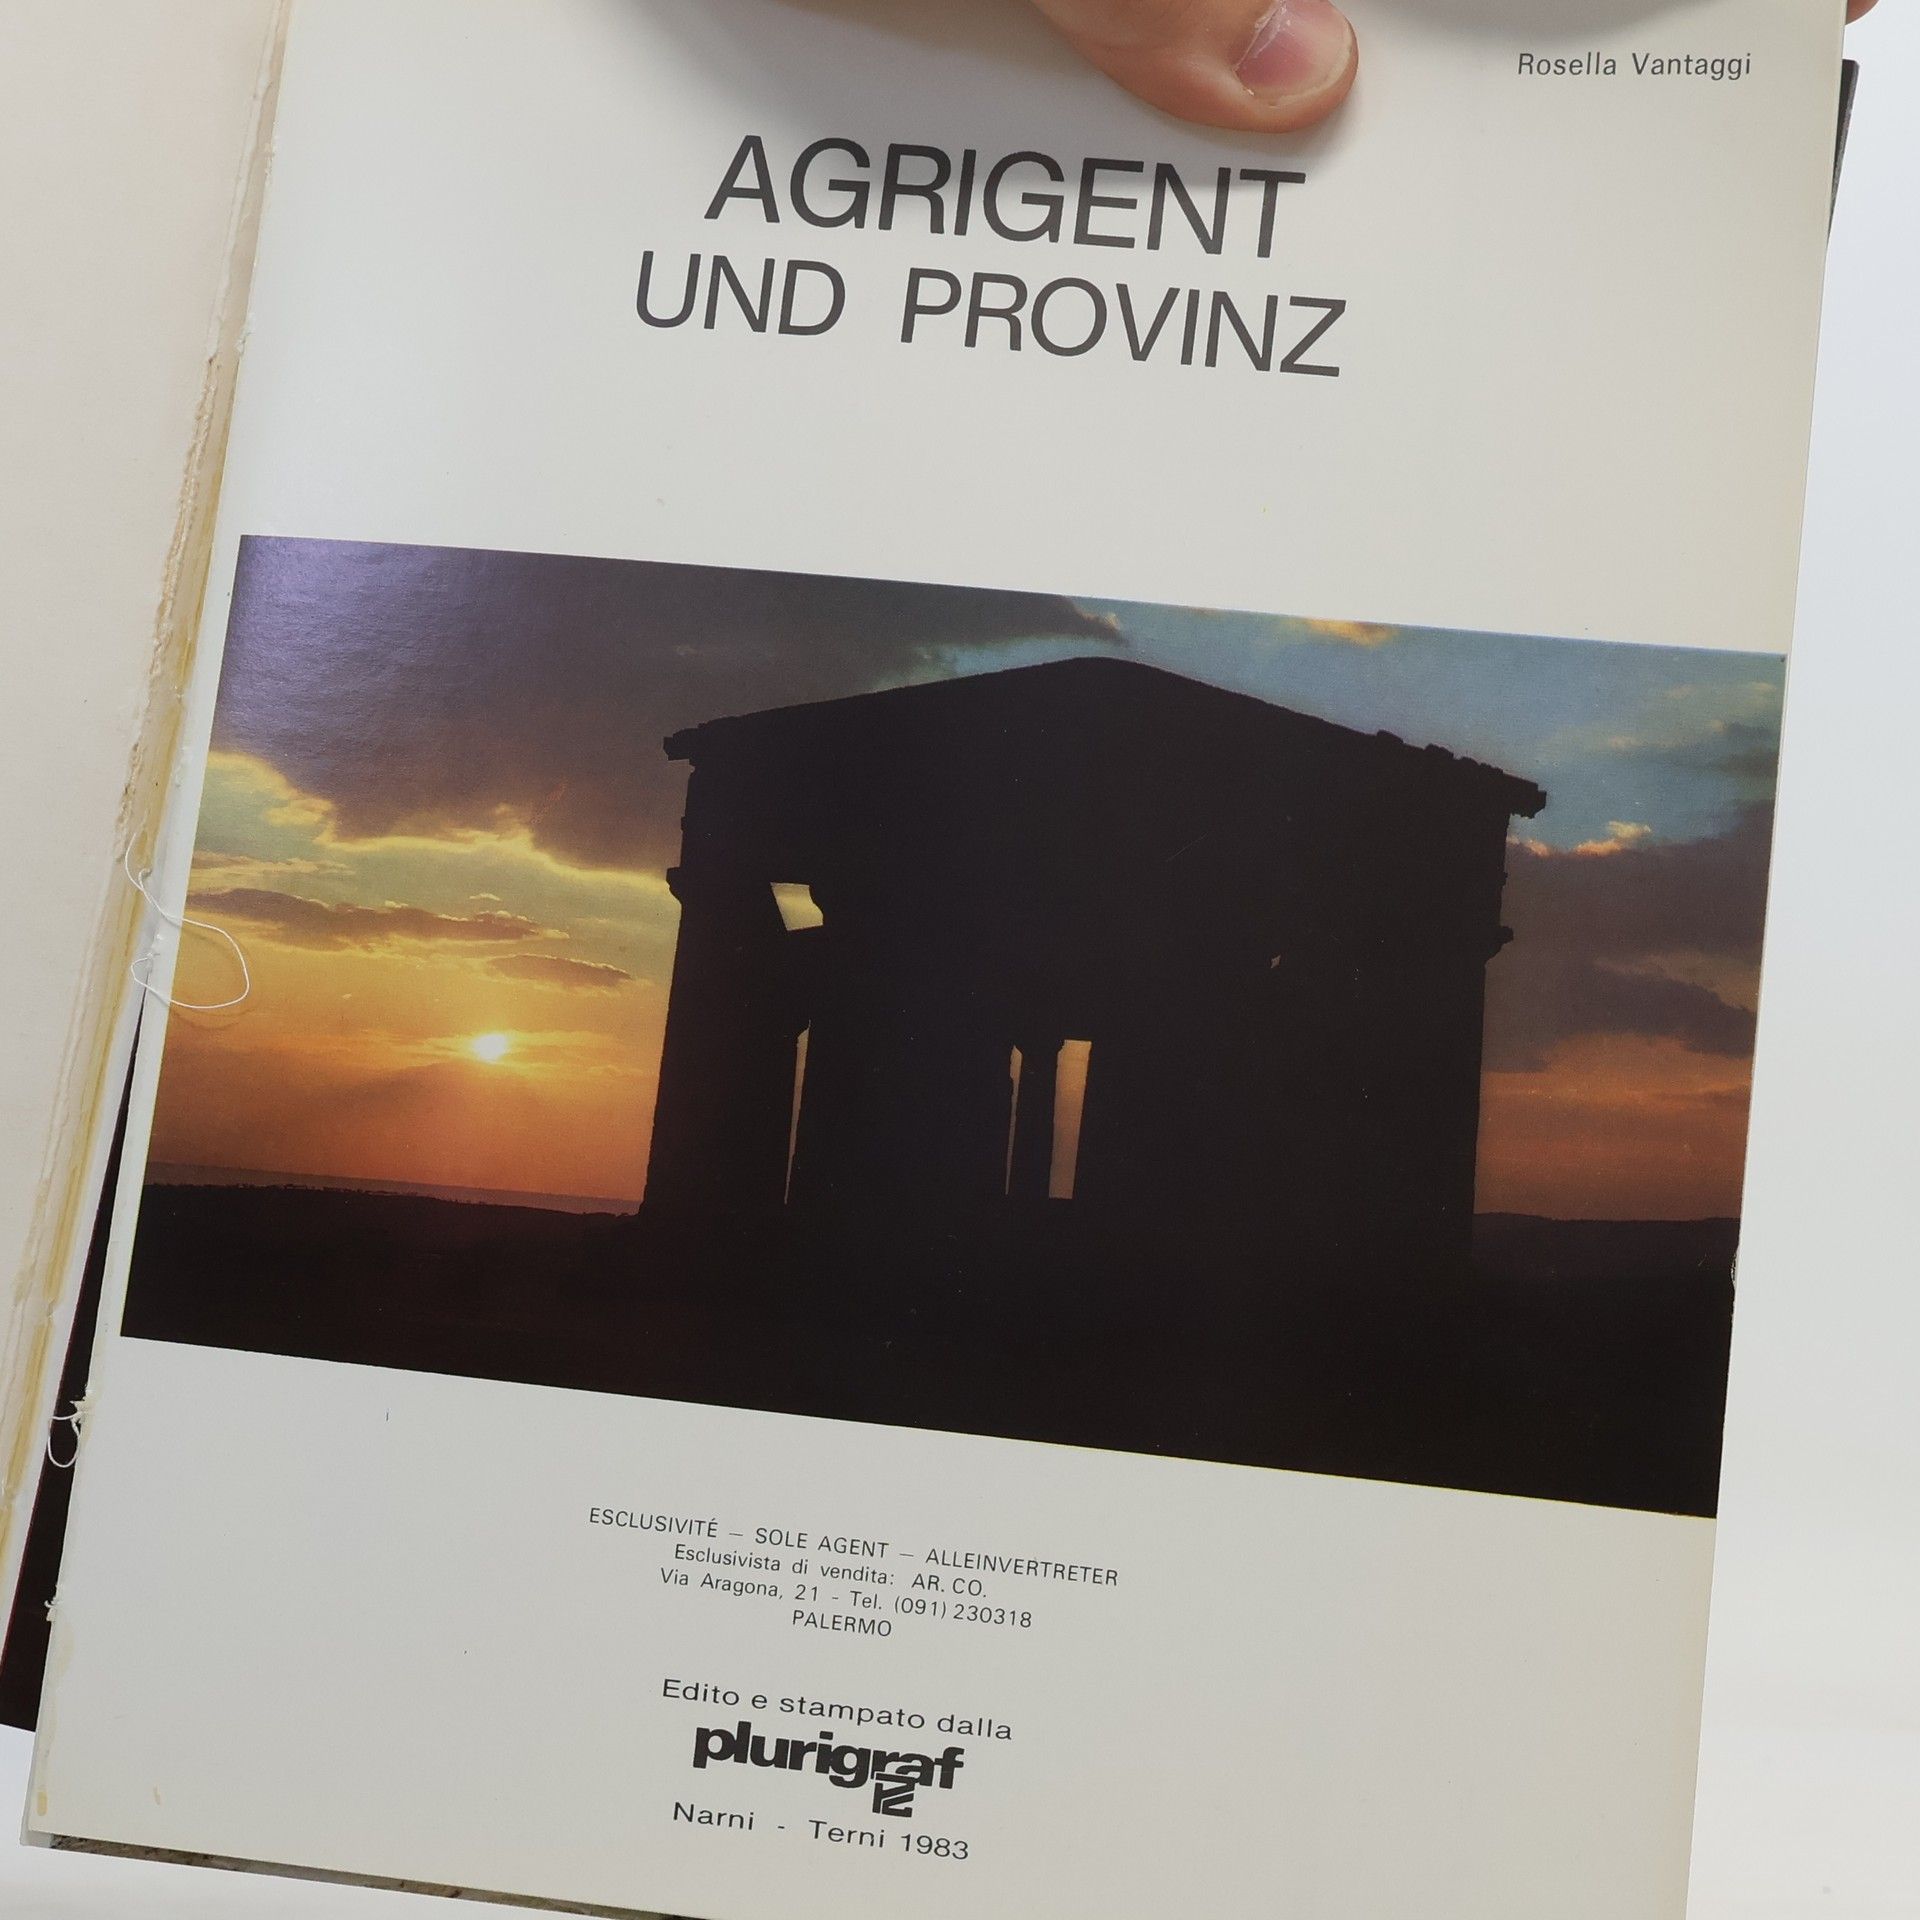 Rosella Vantaggi
AGRIGENT
UND PROVINZ
ESCLUSIVITÉ – SOLE AGENT – ALLEINVERTRETER
Esclusivista di vendita: AR. CO.
Via Aragona, 21 - Tel. (091) 230318
PALERMO
Edito e stampato dalla
plurigraf
Narni - Terni 1983